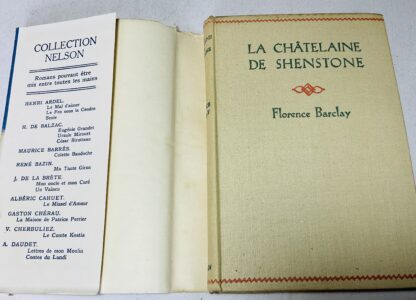 COLLECTION
NELSON
Romans pouvant être
mis entre toutes les mains
HENRI ARDEL.
Le Mal d'aimer
Le Feu sous la Cendre
Seule
H. DE BALZAC.
Eugénie Grandet
Ursule Mirouët
César Birotteau
MAURICE BARRÈS.
Colette Baudoche
RENÉ BAZIN.
Ma Tante Giron
J. DE LA BRÈTE.
Mon oncle et mon Curé
Un Vaincu
ALBÉRIC CAHUET.
Le Missel d'Amour
GASTON CHÉRAU.
La Maison de Patrice Perrier
V. CHERBULIEZ.
Le Comte Kostia
A. DAUDET.
Lettres de mon Moulin
Contes du Lundi
LA CHÂTELAINE
DE SHENSTONE
Florence Barclay